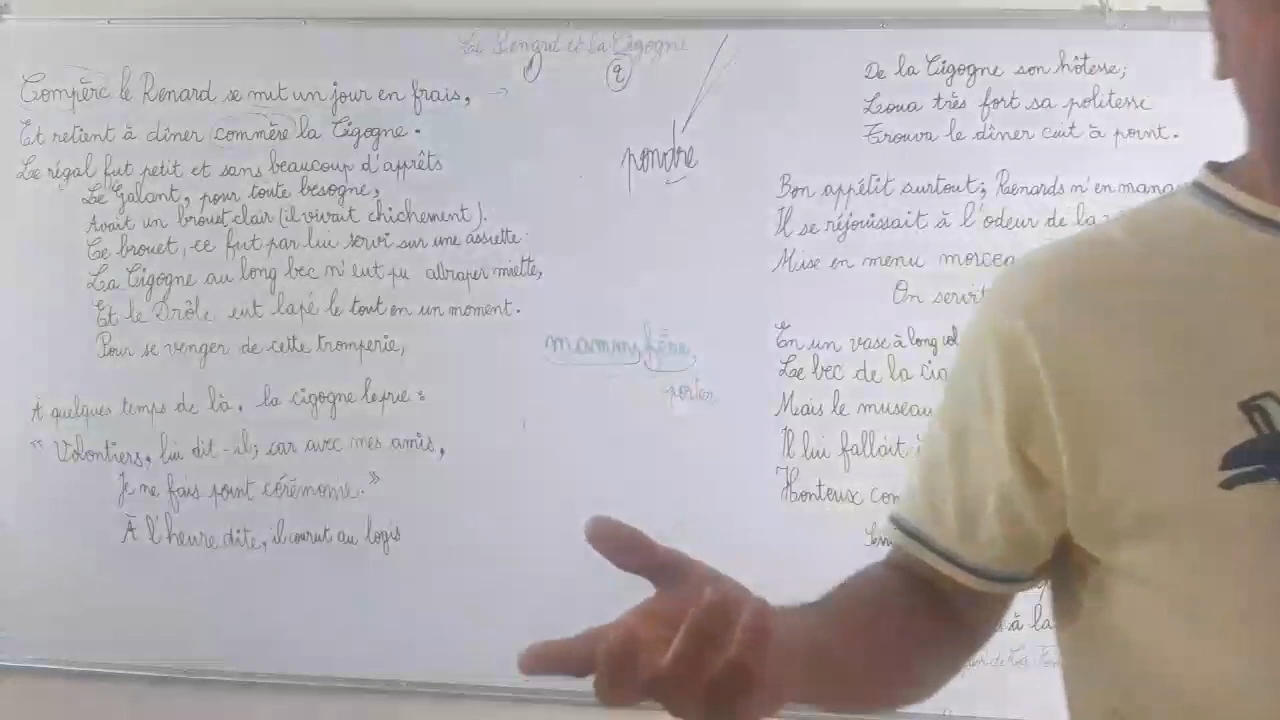 Le Renard et la Cigogne
Compère le Renard se mit un jour en frais,
Et retient à dîner commère la Cigogne.
Le régal fut petit et sans beaucoup d'apprêts
Le Galant, pour toute besogne,
Avait un brouet clair (il vivait chichement).
Ce brouet, ce fut par lui servi sur une assiette
La Cigogne au long bec n'eut pu attraper miette,
Et le Drôle eut lapé le tout en un moment.
Pour se venger de cette tromperie,
À quelques temps de là, la cigogne le prie :
« Volontiers, lui dit-il; car avec mes amis,
Je ne fais point cérémonie. »
À l'heure dite, il courut au logis
pondre
mammifère
porter
De la Cigogne son hôtesse;
Loua très fort sa politesse
Trouva le dîner cuit à point.
Bon appétit surtout; Renards n'en mana
Il se réjouissait à l'odeur de la
Mise en menu morcea
On servit
En un vase à long col
Le bec de la cig
Mais le museau
Il lui fallait
Honteux com
à la